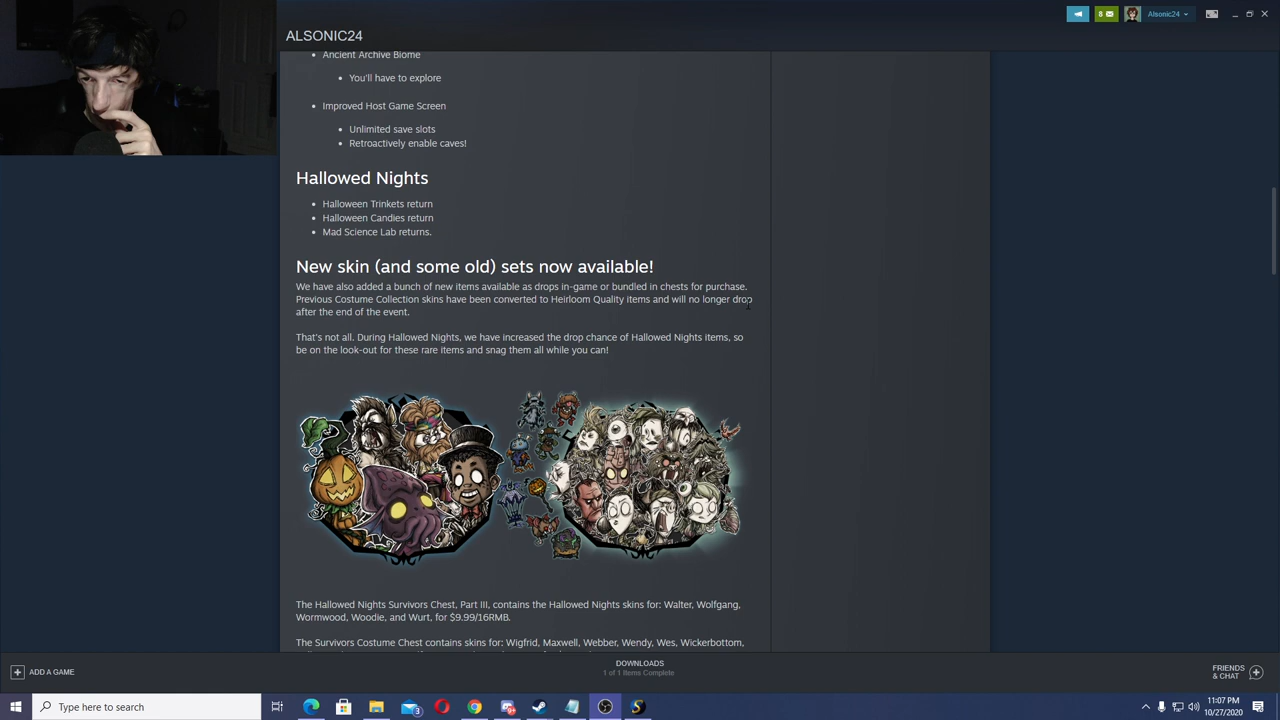 8
Alsonic24
ALSONIC24
Ancient Archive Biome
You'll have to explore
Improved Host Game Screen
Unlimited save slots
Retroactively enable caves!
Hallowed Nights
Halloween Trinkets return
Halloween Candies return
Mad Science Lab returns.
New skin (and some old) sets now available!
We have also added a bunch of new items available as drops in-game or bundled in chests for purchase.
Previous Costume Collection skins have been converted to Heirloom Quality items and will no longer drop
after the end of the event.
That's not all. During Hallowed Nights, we have increased the drop chance of Hallowed Nights items, so
be on the look-out for these rare items and snag them all while you can!
The Hallowed Nights Survivors Chest, Part III, contains the Hallowed Nights skins for: Walter, Wolfgang,
Wormwood, Woodie, and Wurt, for $9.99/16RMB.
The Survivors Costume Chest contains skins for: Wigfrid, Maxwell, Webber, Wendy, Wes, Wickerbottom,
ADD A GAME
DOWNLOADS
1 of 1 Items Complete
FRIENDS
& CHAT
Type here to search
3
11:07 PM
10/27/2020